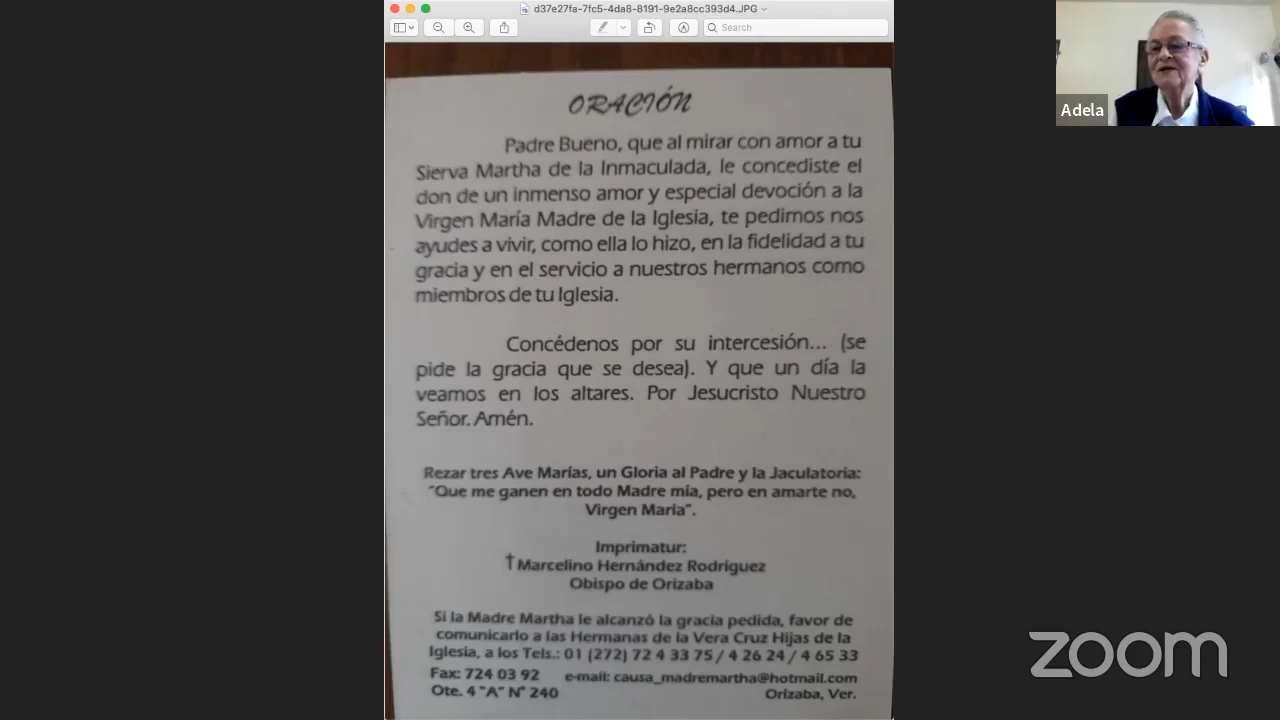 d37e27fa-7fc5-4da8-8191-9e2a8cc393d4.JPG
Search
ORACIÓN
Padre Bueno, que al mirar con amor a tu
Sierva Martha de la Inmaculada, le concediste el
don de un inmenso amor y especial devoción a la
Virgen María Madre de la Iglesia, te pedimos nos
ayudes a vivir, como ella lo hizo, en la fidelidad a tu
gracia y en el servicio a nuestros hermanos como
miembros de tu Iglesia.
Concédenos por su intercesión... (se
pide la gracia que se desea). Y que un día la
veamos en los altares. Por Jesucristo Nuestro
Señor. Amén.
Rezar tres Ave Marías, un Gloria al Padre y la Jaculatoria:
"Que me ganen en todo Madre mía, pero en amarte no,
Virgen María".
Imprimatur:
†Marcelino Hernández Rodríguez
Obispo de Orizaba
Si la Madre Martha le alcanzó la gracia pedida, favor de
comunicarlo a las Hermanas de la Vera Cruz Hijas de la
Iglesia, a los Tels.: 01 (272) 72 4 33 75 / 4 26 24 / 4 65 33
Fax: 724 03 92 e-mail: causa_madremartha@hotmail.com
Ote. 4 "A" N° 240 Orizaba, Ver.
Adela
zoom